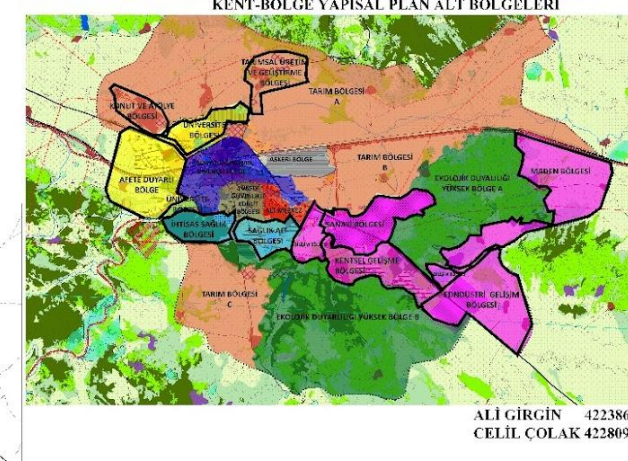 KENT-BÖLGE YAPISAL PLAN ALT BÖLGELERİ
TARIMSAL ÜRETİM
VE GELİŞTİRME
BÖLGESİ
TARIM BÖLGESİ
A
KONUT VE ATÖLYE
BÖLGESİ
ÜNİVERSİTE
BÖLGESİ
ASKERİ BÖLGE
TARIM BÖLGESİ
B
EKOLOJİK DUYALILIĞI
YÜKSEK BÖLGE A
MADEN BÖLGESİ
AFETE DUYARLI
BÖLGE
İHTİSAS SAĞLIK
BÖLGESİ
SAĞLIK ALT
BÖLGESİ
SANAYİ BÖLGESİ
KENTSEL GELİŞME
BÖLGESİ
TARIM BÖLGESİ
C
EKOLOJİK DUYARLILIĞI YÜKSEK BÖLGE B
ENDÜSTRİ GELİŞİM
BÖLGESİ
ALİ GİRGİN 422386
CELİL ÇOLAK 422809